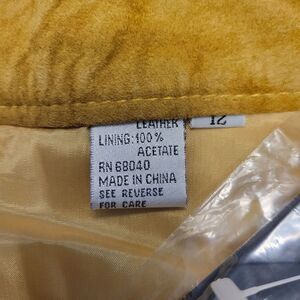 LEATHER
12
LINING:100%
ACETATE
RN 68040
MADE IN CHINA
SEE REVERSE
FOR CARE